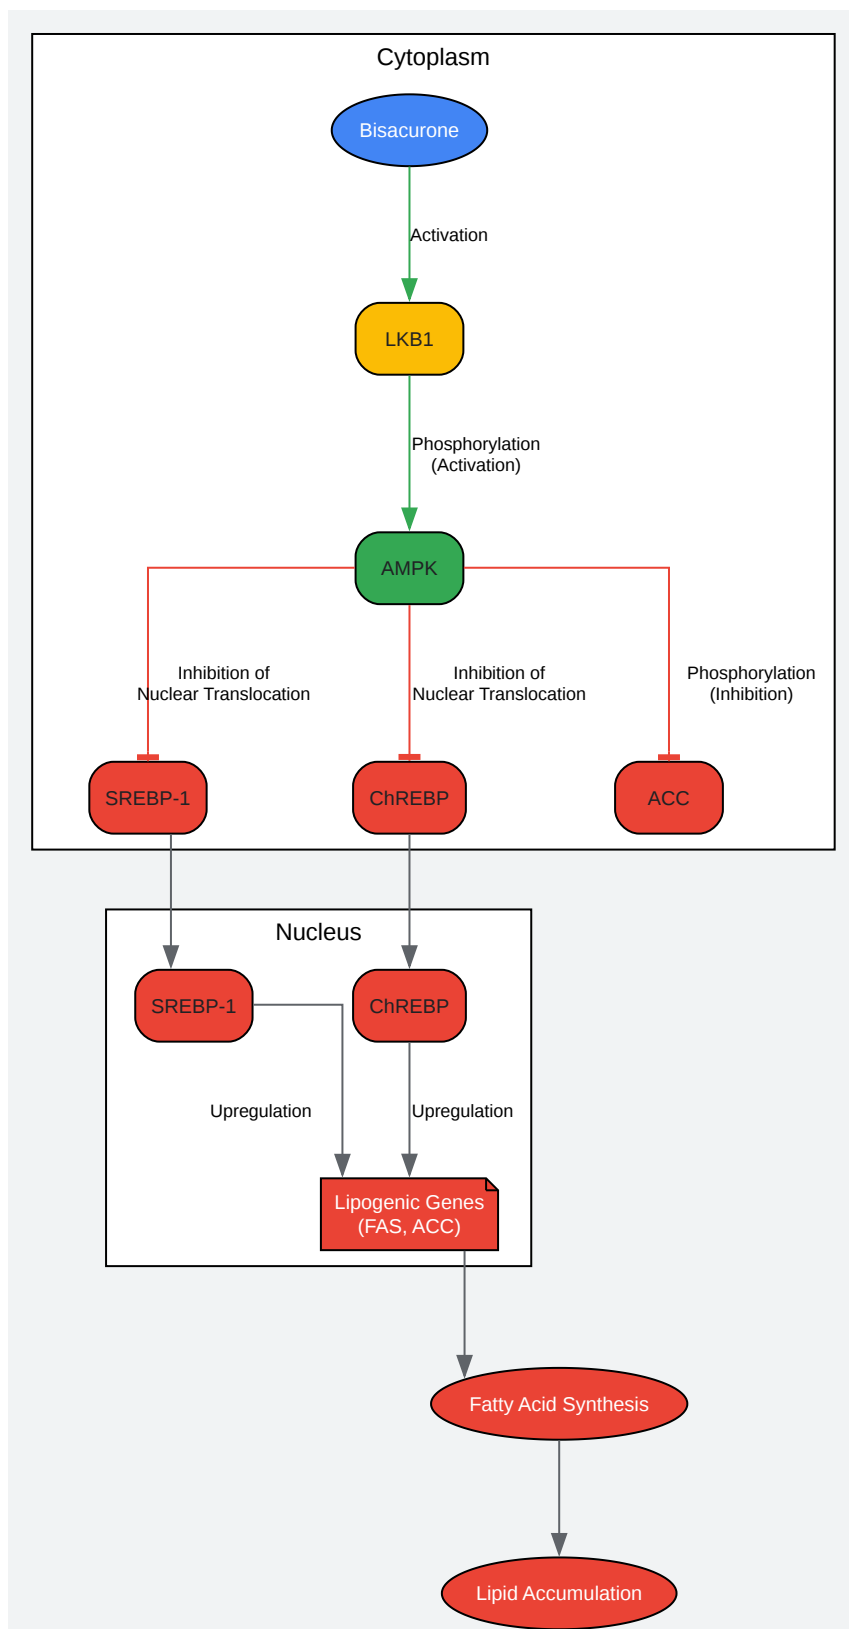 Cytoplasm
Bisacurone
Activation
LKB1
Phosphorylation
(Activation)
AMPK
Inhibition of
Nuclear Translocation
Inhibition of
Nuclear Translocation
Phosphorylation
(Inhibition)
SREBP-1
ChREBP
ACC
Nucleus
SREBP-1
ChREBP
Upregulation
Upregulation
Lipogenic Genes
(FAS, ACC)
Fatty Acid Synthesis
Lipid Accumulation